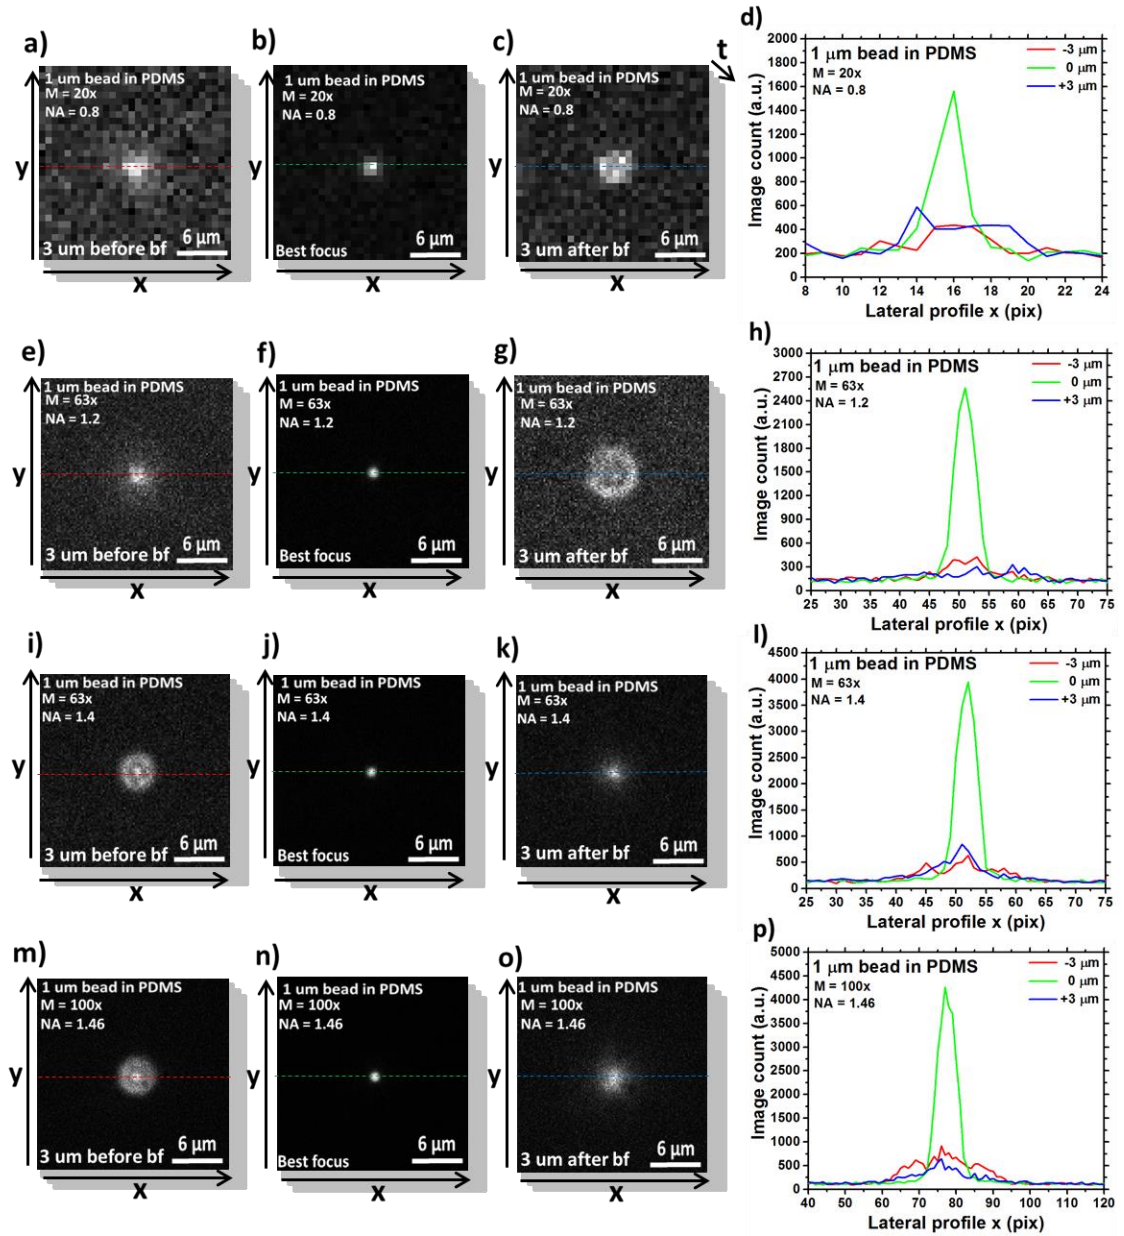 a)
1 um bead in PDMS
M = 20x
NA = 0.8
3 um before bf
6 μm
y
x
b)
1 um bead in PDMS
M = 20x
NA = 0.8
Best focus
6 μm
y
x
c)
1 um bead in PDMS
M = 20x
NA = 0.8
3 um after bf
6 μm
y
x
t
d)
1 μm bead in PDMS
M = 20x
NA = 0.8
-3 μm
0 μm
+3 μm
Image count (a.u.)
2000
1800
1600
1400
1200
1000
800
600
400
200
0
8 10 12 14 16 18 20 22 24
Lateral profile x (pix)
e)
1 um bead in PDMS
M = 63x
NA = 1.2
3 um before bf
6 μm
y
x
f)
1 um bead in PDMS
M = 63x
NA = 1.2
Best focus
6 μm
y
x
g)
1 um bead in PDMS
M = 63x
NA = 1.2
3 um after bf
6 μm
y
x
h)
1 μm bead in PDMS
M = 63x
NA = 1.2
-3 μm
0 μm
+3 μm
Image count (a.u.)
3000
2700
2400
2100
1800
1500
1200
900
600
300
0
25 30 35 40 45 50 55 60 65 70 75
Lateral profile x (pix)
i)
1 um bead in PDMS
M = 63x
NA = 1.4
3 um before bf
6 μm
y
x
j)
1 um bead in PDMS
M = 63x
NA = 1.4
Best focus
6 μm
y
x
k)
1 um bead in PDMS
M = 63x
NA = 1.4
3 um after bf
6 μm
y
x
l)
1 μm bead in PDMS
M = 63x
NA = 1.4
-3 μm
0 μm
+3 μm
Image count (a.u.)
4500
4000
3500
3000
2500
2000
1500
1000
500
0
25 30 35 40 45 50 55 60 65 70 75
Lateral profile x (pix)
m)
1 um bead in PDMS
M = 100x
NA = 1.46
3 um before bf
6 μm
y
x
n)
1 um bead in PDMS
M = 100x
NA = 1.46
Best focus
6 μm
y
x
o)
1 um bead in PDMS
M = 100x
NA = 1.46
3 um after bf
6 μm
y
x
p)
1 μm bead in PDMS
M = 100x
NA = 1.46
-3 μm
0 μm
+3 μm
Image count (a.u.)
5000
4500
4000
3500
3000
2500
2000
1500
1000
500
0
40 50 60 70 80 90 100 110 120
Lateral profile x (pix)